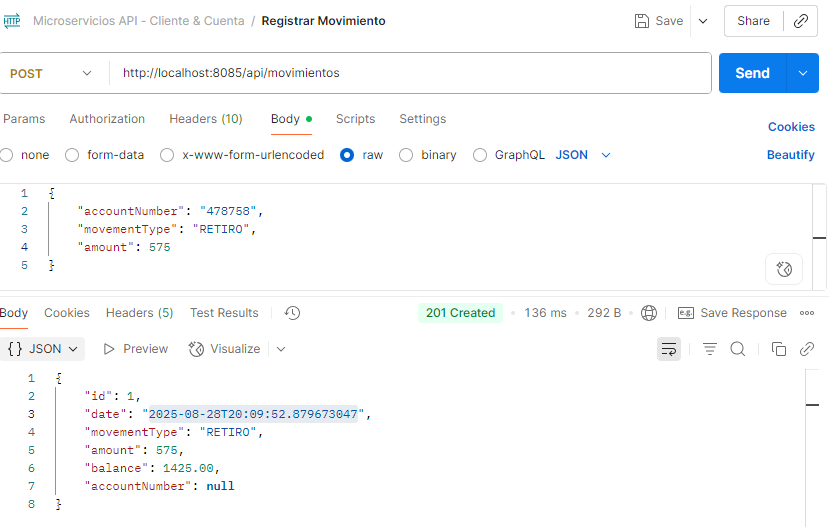 HTTP Microservicios API - Cliente & Cuenta / Registrar Movimiento Save Share
POST http://localhost:8085/api/movimientos Send
Params Authorization Headers (10) Body Scripts Settings Cookies
none form-data x-www-form-urlencoded raw binary GraphQL JSON Beautify
1 {
2 "accountNumber": "478758",
3 "movementType": "RETIRO",
4 "amount": 575
5 }
Body Cookies Headers (5) Test Results 201 Created 136 ms 292 B e.g. Save Response
{} JSON Preview Visualize
1 {
2 "id": 1,
3 "date": "2025-08-28T20:09:52.879673047",
4 "movementType": "RETIRO",
5 "amount": 575,
6 "balance": 1425.00,
7 "accountNumber": null
8 }